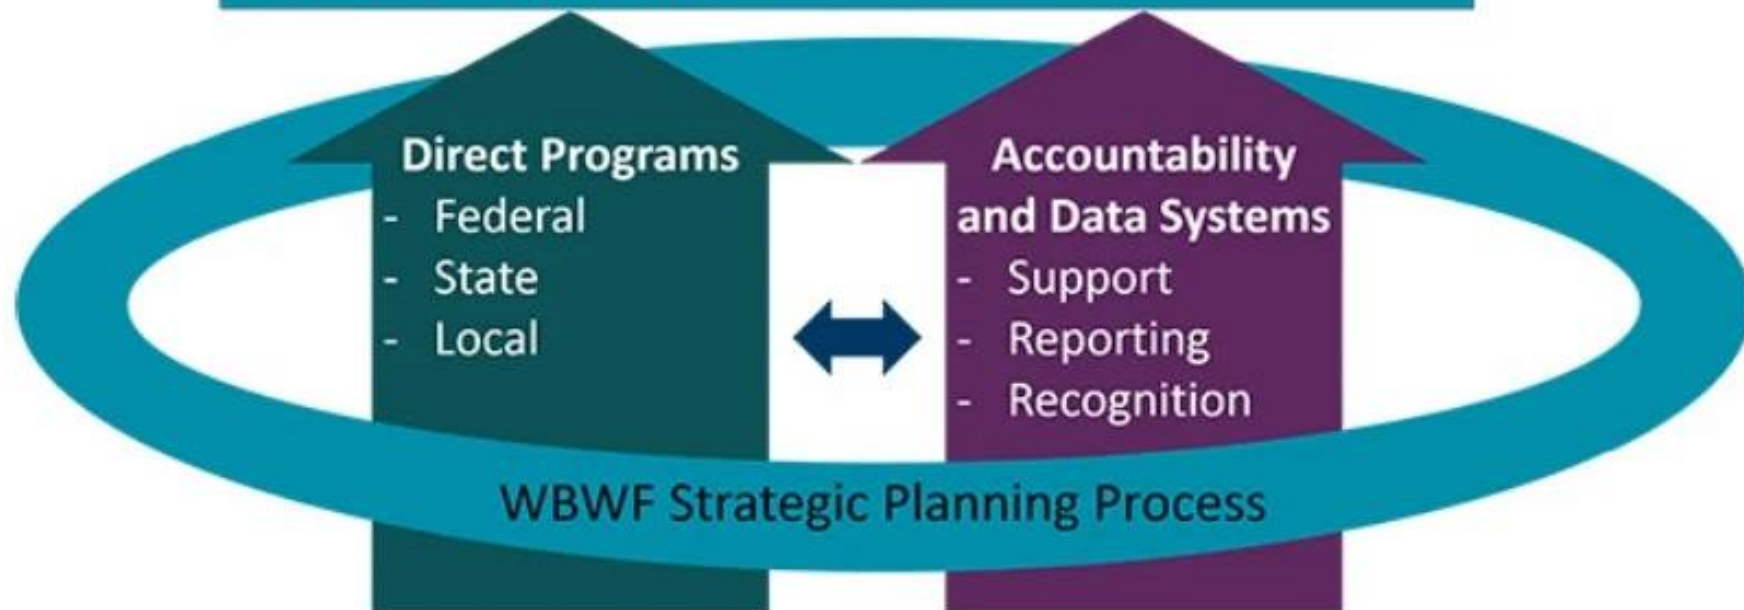 Direct Programs
- Federal
- State
- Local
Accountability
and Data Systems
- Support
- Reporting
- Recognition
WBWF Strategic Planning Process